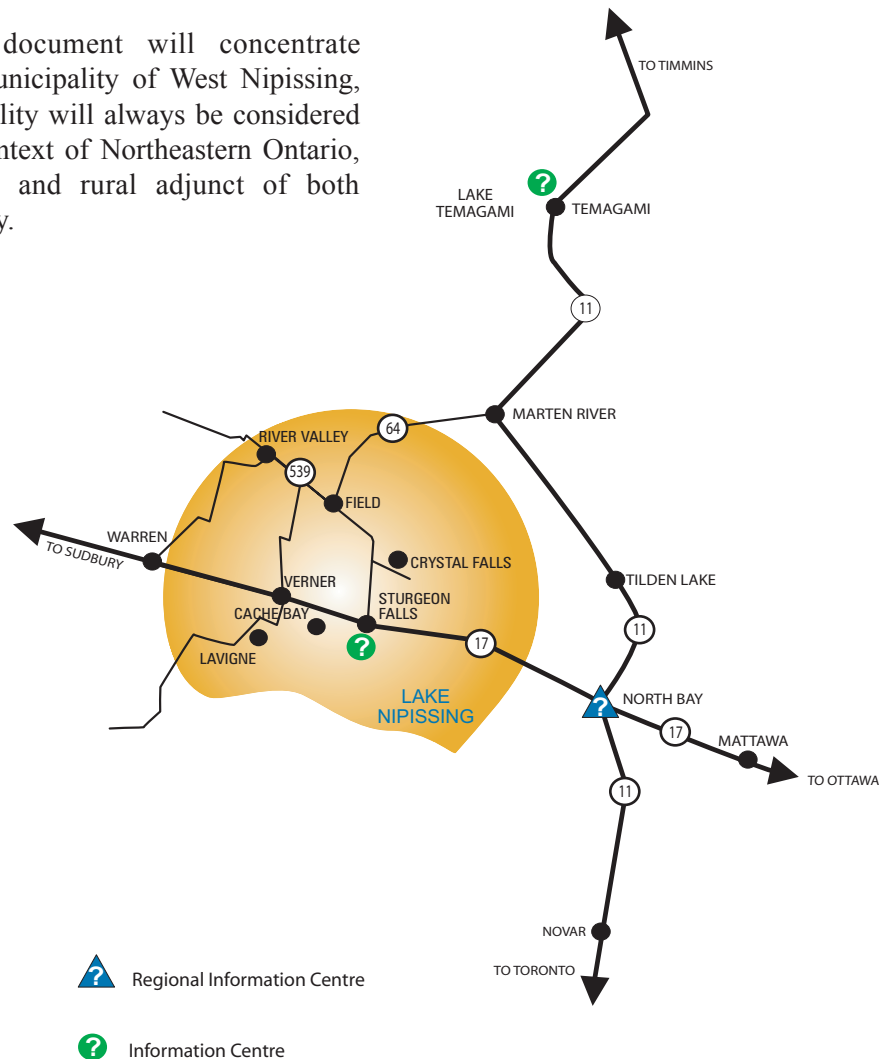 document will concentrate
unicipality of West Nipissing,
lity will always be considered
ntext of Northeastern Ontario,
and rural adjunct of both
y.
TO TIMMINS
?
LAKE
TEMAGAMI
TEMAGAMI
11
MARTEN RIVER
64
RIVER VALLEY
539
FIELD
WARREN
TO SUDBURY
CRYSTAL FALLS
TILDEN LAKE
VERNER
STURGEON
FALLS
CACHE BAY
11
LAVIGNE
?
17
LAKE
NIPISSING
?
NORTH BAY
17
MATTAWA
TO OTTAWA
11
NOVAR
TO TORONTO
? Regional Information Centre
? Information Centre